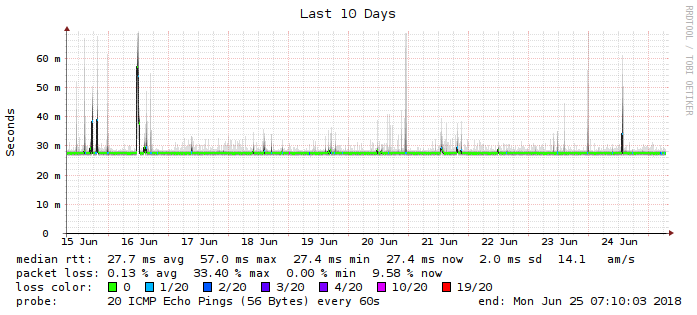 Last 10 Days
RRDTOOL / TOBI OETIKER
Seconds
60 m
50 m
40 m
30 m
20 m
10 m
0
15 Jun 16 Jun 17 Jun 18 Jun 19 Jun 20 Jun 21 Jun 22 Jun 23 Jun 24 Jun
median rtt: 27.7 ms avg 57.0 ms max 27.4 ms min 27.4 ms now 2.0 ms sd 14.1 am/s
packet loss: 0.13 % avg 33.40 % max 0.00 % min 9.58 % now
loss color: 0 1/20 2/20 3/20 4/20 10/20 19/20
probe: 20 ICMP Echo Pings (56 Bytes) every 60s end: Mon Jun 25 07:10:03 2018